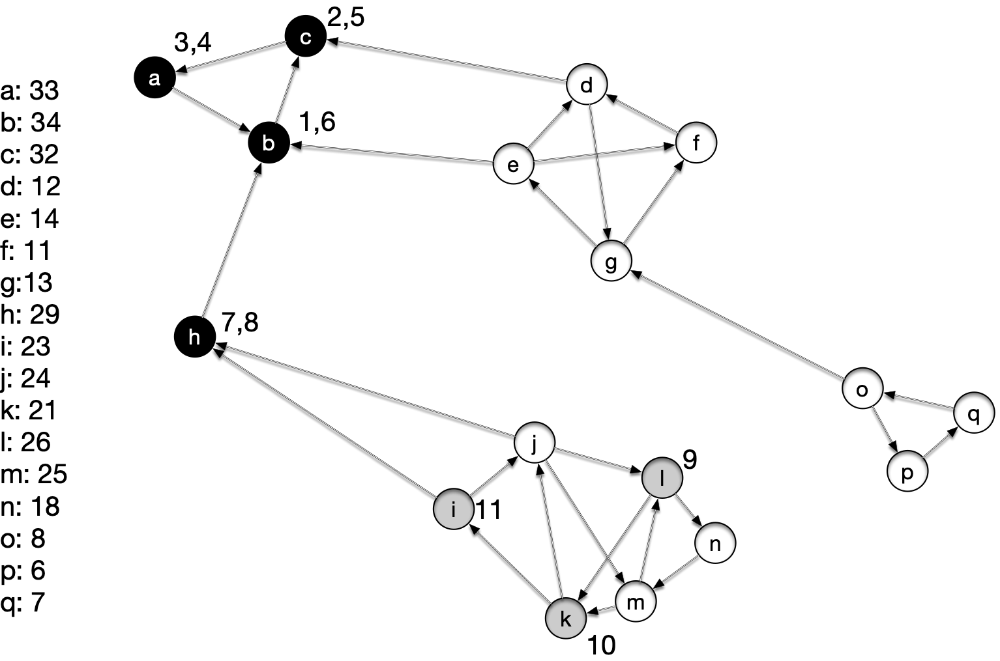 a: 33
b: 34
c: 32
d: 12
e: 14
f: 11
g:13
h: 29
i: 23
j: 24
k: 21
l: 26
m: 25
n: 18
o: 8
p: 6
q: 7
c 2,5
3,4
a
d
b 1,6
f
e
g
h 7,8
o
q
j
l 9
p
i 11
n
m
k
10